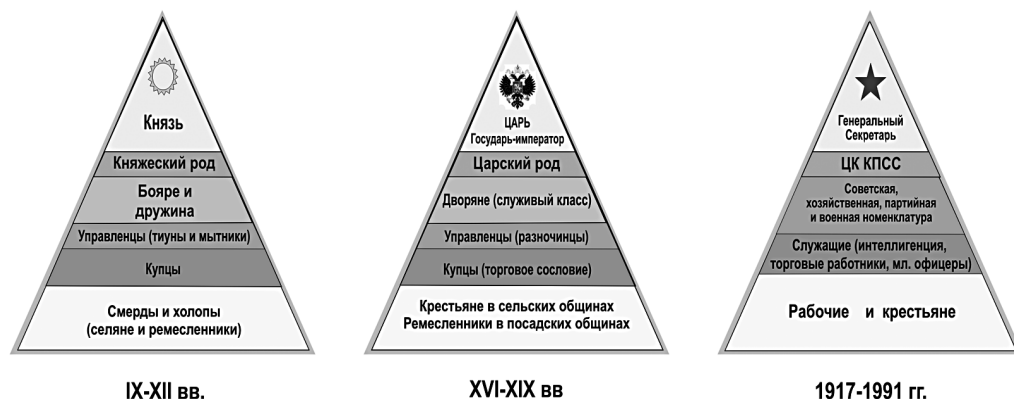 Князь
Княжеский род
Бояре и
дружина
Управленцы (тиуны и мытники)
Купцы
Смерды и холопы
(селяне и ремесленники)
IX-XII вв.
ЦАРЬ
Государь-император
Царский род
Дворяне (служивый класс)
Управленцы (разночинцы)
Купцы (торговое сословие)
Крестьяне в сельских общинах
Ремесленники в посадских общинах
XVI-XIX вв
Генеральный
Секретарь
ЦК КПСС
Советская,
хозяйственная, партийная
и военная номенклатура
Служащие (интеллигенция,
торговые работники, мл. офицеры)
Рабочие и крестьяне
1917-1991 гг.